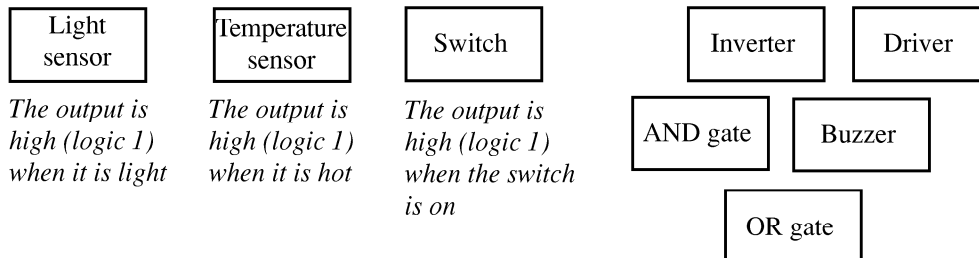 Light
sensor
The output is
high (logic 1)
when it is light
Temperature
sensor
The output is
high (logic 1)
when it is hot
Switch
The output is
high (logic 1)
when the switch
is on
Inverter
Driver
AND gate
Buzzer
OR gate